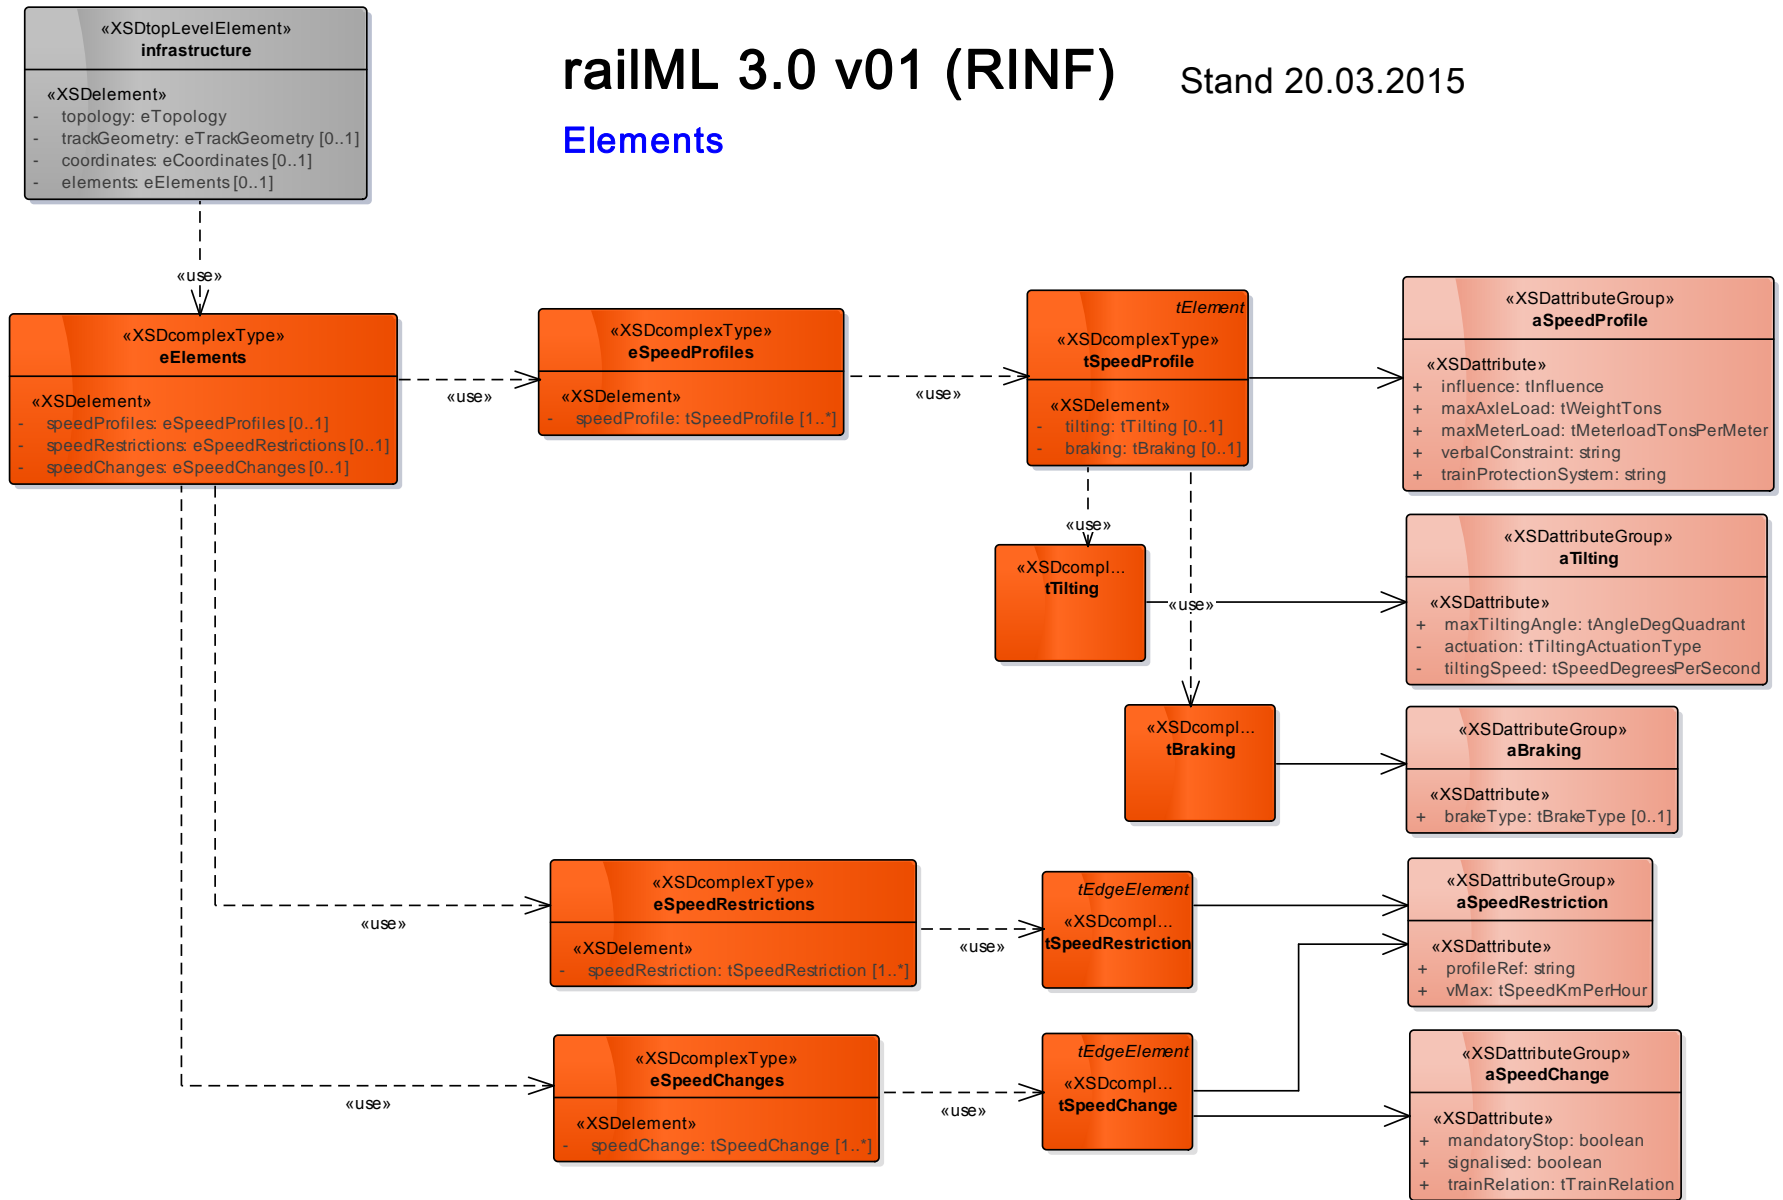 «XSDtopLevelElement»
infrastructure
«XSDelement»
- topology: eTopology
- trackGeometry: eTrackGeometry [0..1]
- coordinates: eCoordinates [0..1]
- elements: eElements [0..1]
railML 3.0 v01 (RINF)
Stand 20.03.2015
Elements
«use»
«XSDcomplexType»
eElements
«XSDelement»
- speedProfiles: eSpeedProfiles [0..1]
- speedRestrictions: eSpeedRestrictions [0..1]
- speedChanges: eSpeedChanges [0..1]
«use»
«XSDcomplexType»
eSpeedProfiles
«XSDelement»
- speedProfile: tSpeedProfile [1..*]
«use»
tElement
«XSDcomplexType»
tSpeedProfile
«XSDelement»
- tilting: tTilting [0..1]
- braking: tBraking [0..1]
«XSDattributeGroup»
aSpeedProfile
«XSDattribute»
+ influence: tInfluence
+ maxAxleLoad: tWeightTons
+ maxMeterLoad: tMeterloadTonsPerMeter
+ verbalConstraint: string
+ trainProtectionSystem: string
«use»
«XSDcompl...
tTilting
«use»
«XSDattributeGroup»
aTilting
«XSDattribute»
+ maxTiltingAngle: tAngleDegQuadrant
- actuation: tTiltingActuationType
- tiltingSpeed: tSpeedDegreesPerSecond
«XSDcompl...
tBraking
«XSDattributeGroup»
aBraking
«XSDattribute»
+ brakeType: tBrakeType [0..1]
«use»
«XSDcomplexType»
eSpeedRestrictions
«XSDelement»
- speedRestriction: tSpeedRestriction [1..*]
«use»
tEdgeElement
«XSDcompl...
tSpeedRestriction
«XSDattributeGroup»
aSpeedRestriction
«XSDattribute»
+ profileRef: string
+ vMax: tSpeedKmPerHour
«use»
«XSDcomplexType»
eSpeedChanges
«XSDelement»
- speedChange: tSpeedChange [1..*]
«use»
tEdgeElement
«XSDcompl...
tSpeedChange
«XSDattributeGroup»
aSpeedChange
«XSDattribute»
+ mandatoryStop: boolean
+ signalised: boolean
+ trainRelation: tTrainRelation